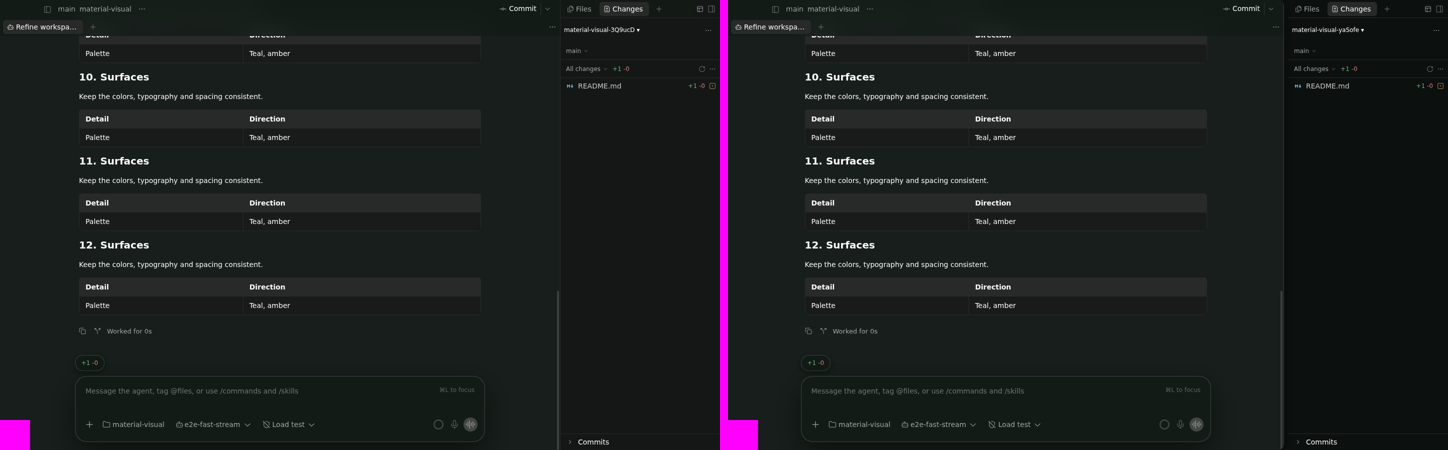 main material-visual ···
Commit
Refine workspa...
Palette Teal, amber
10. Surfaces
Keep the colors, typography and spacing consistent.
Detail Direction
Palette Teal, amber
11. Surfaces
Keep the colors, typography and spacing consistent.
Detail Direction
Palette Teal, amber
12. Surfaces
Keep the colors, typography and spacing consistent.
Detail Direction
Palette Teal, amber
Worked for 0s
+1 -0
Message the agent, tag @files, or use /commands and /skills
⌘L to focus
material-visual e2e-fast-stream Load test
Files Changes
material-visual-3Q9ucD
main
All changes +1 -0
README.md +1 -0
Commits
main material-visual ···
Commit
Refine workspa...
Palette Teal, amber
10. Surfaces
Keep the colors, typography and spacing consistent.
Detail Direction
Palette Teal, amber
11. Surfaces
Keep the colors, typography and spacing consistent.
Detail Direction
Palette Teal, amber
12. Surfaces
Keep the colors, typography and spacing consistent.
Detail Direction
Palette Teal, amber
Worked for 0s
+1 -0
Message the agent, tag @files, or use /commands and /skills
⌘L to focus
material-visual e2e-fast-stream Load test
Files Changes
material-visual-yaSofe
main
All changes +1 -0
README.md +1 -0
Commits